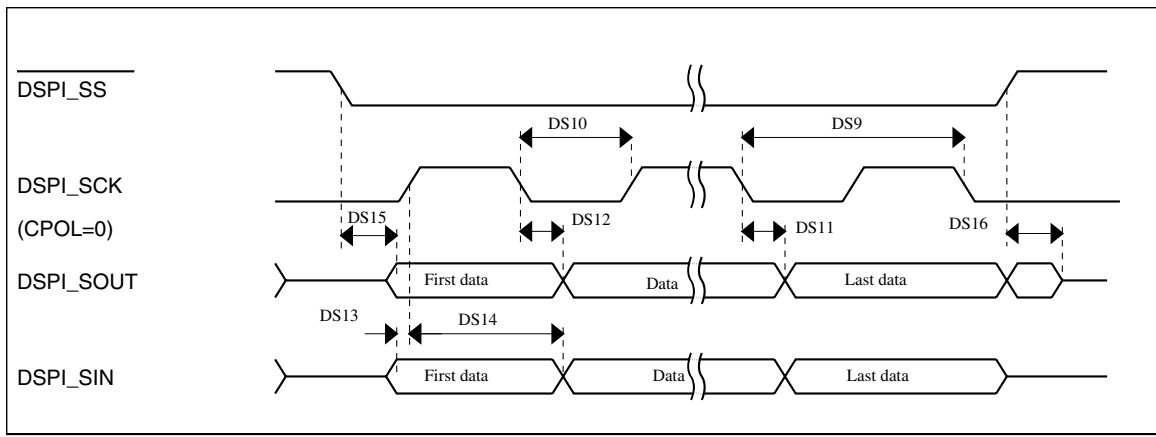 DSPI_SS
DS10
DS9
DSPI_SCK
(CPOL=0)
DS15
DS12
DS11
DS16
DSPI_SOUT
First data
Data
Last data
DS13
DS14
DSPI_SIN
First data
Data
Last data